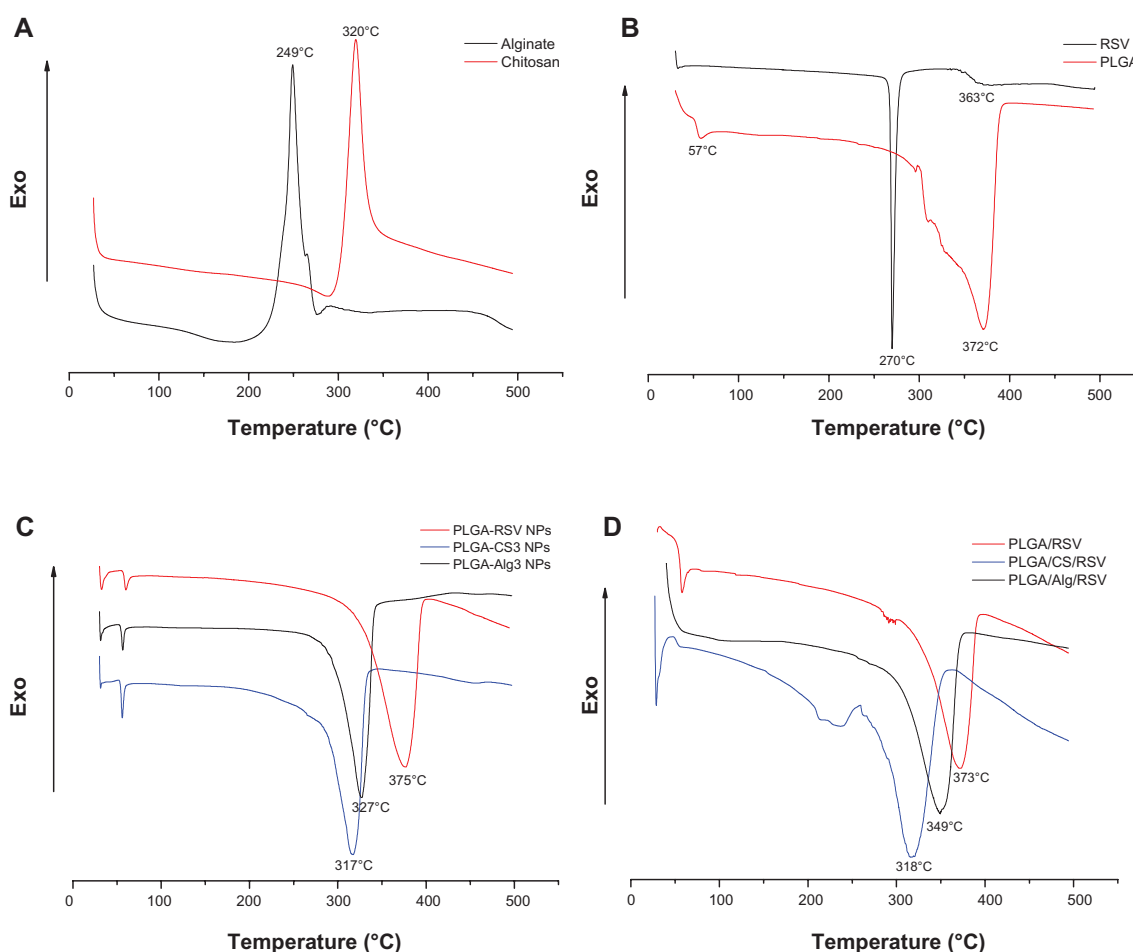 A
249°C
320°C
Alginate
Chitosan
Exo
0 100 200 300 400 500
Temperature (°C)
B
RSV
PLGA
57°C
363°C
Exo
270°C
372°C
0 100 200 300 400 500
Temperature (°C)
C
PLGA-RSV NPs
PLGA-CS3 NPs
PLGA-Alg3 NPs
Exo
375°C
327°C
317°C
0 100 200 300 400 500
Temperature (°C)
D
PLGA/RSV
PLGA/CS/RSV
PLGA/Alg/RSV
Exo
373°C
349°C
318°C
0 100 200 300 400 500
Temperature (°C)